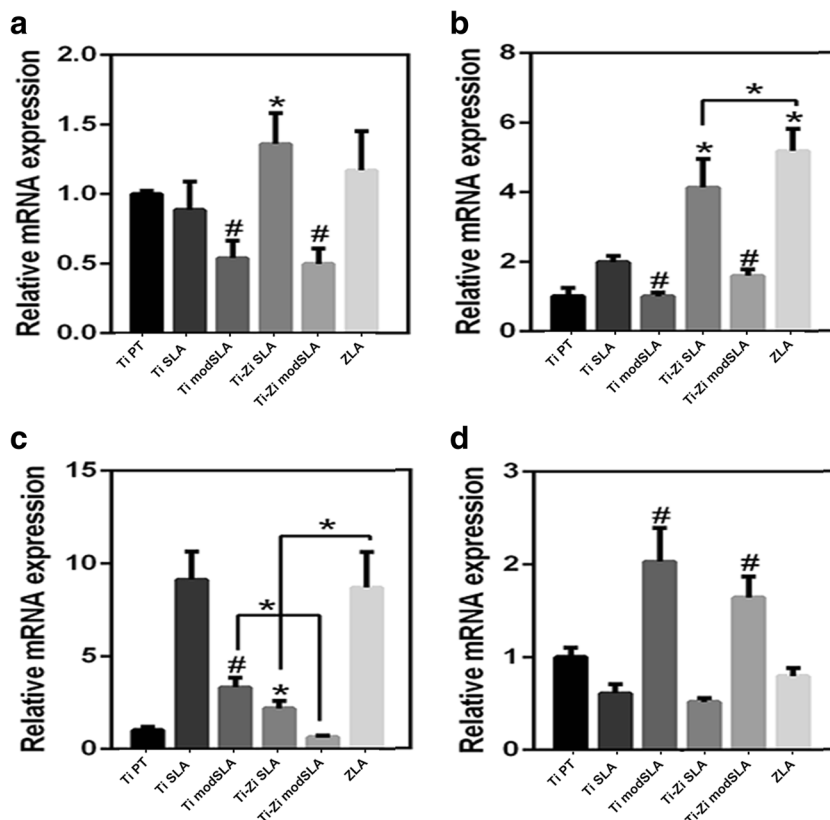 a
Relative mRNA expression
2.0
1.5
1.0
0.5
0.0
*
#
#
Ti PT
Ti SLA
Ti modSLA
Ti-Zi SLA
Ti-Zi modSLA
ZLA
b
Relative mRNA expression
8
6
4
2
0
*
*
*
#
#
Ti PT
Ti SLA
Ti modSLA
Ti-Zi SLA
Ti-Zi modSLA
ZLA
c
Relative mRNA expression
15
10
5
0
*
*
#
*
Ti PT
Ti SLA
Ti modSLA
Ti-Zi SLA
Ti-Zi modSLA
ZLA
d
Relative mRNA expression
3
2
1
0
#
#
Ti PT
Ti SLA
Ti modSLA
Ti-Zi SLA
Ti-Zi modSLA
ZLA